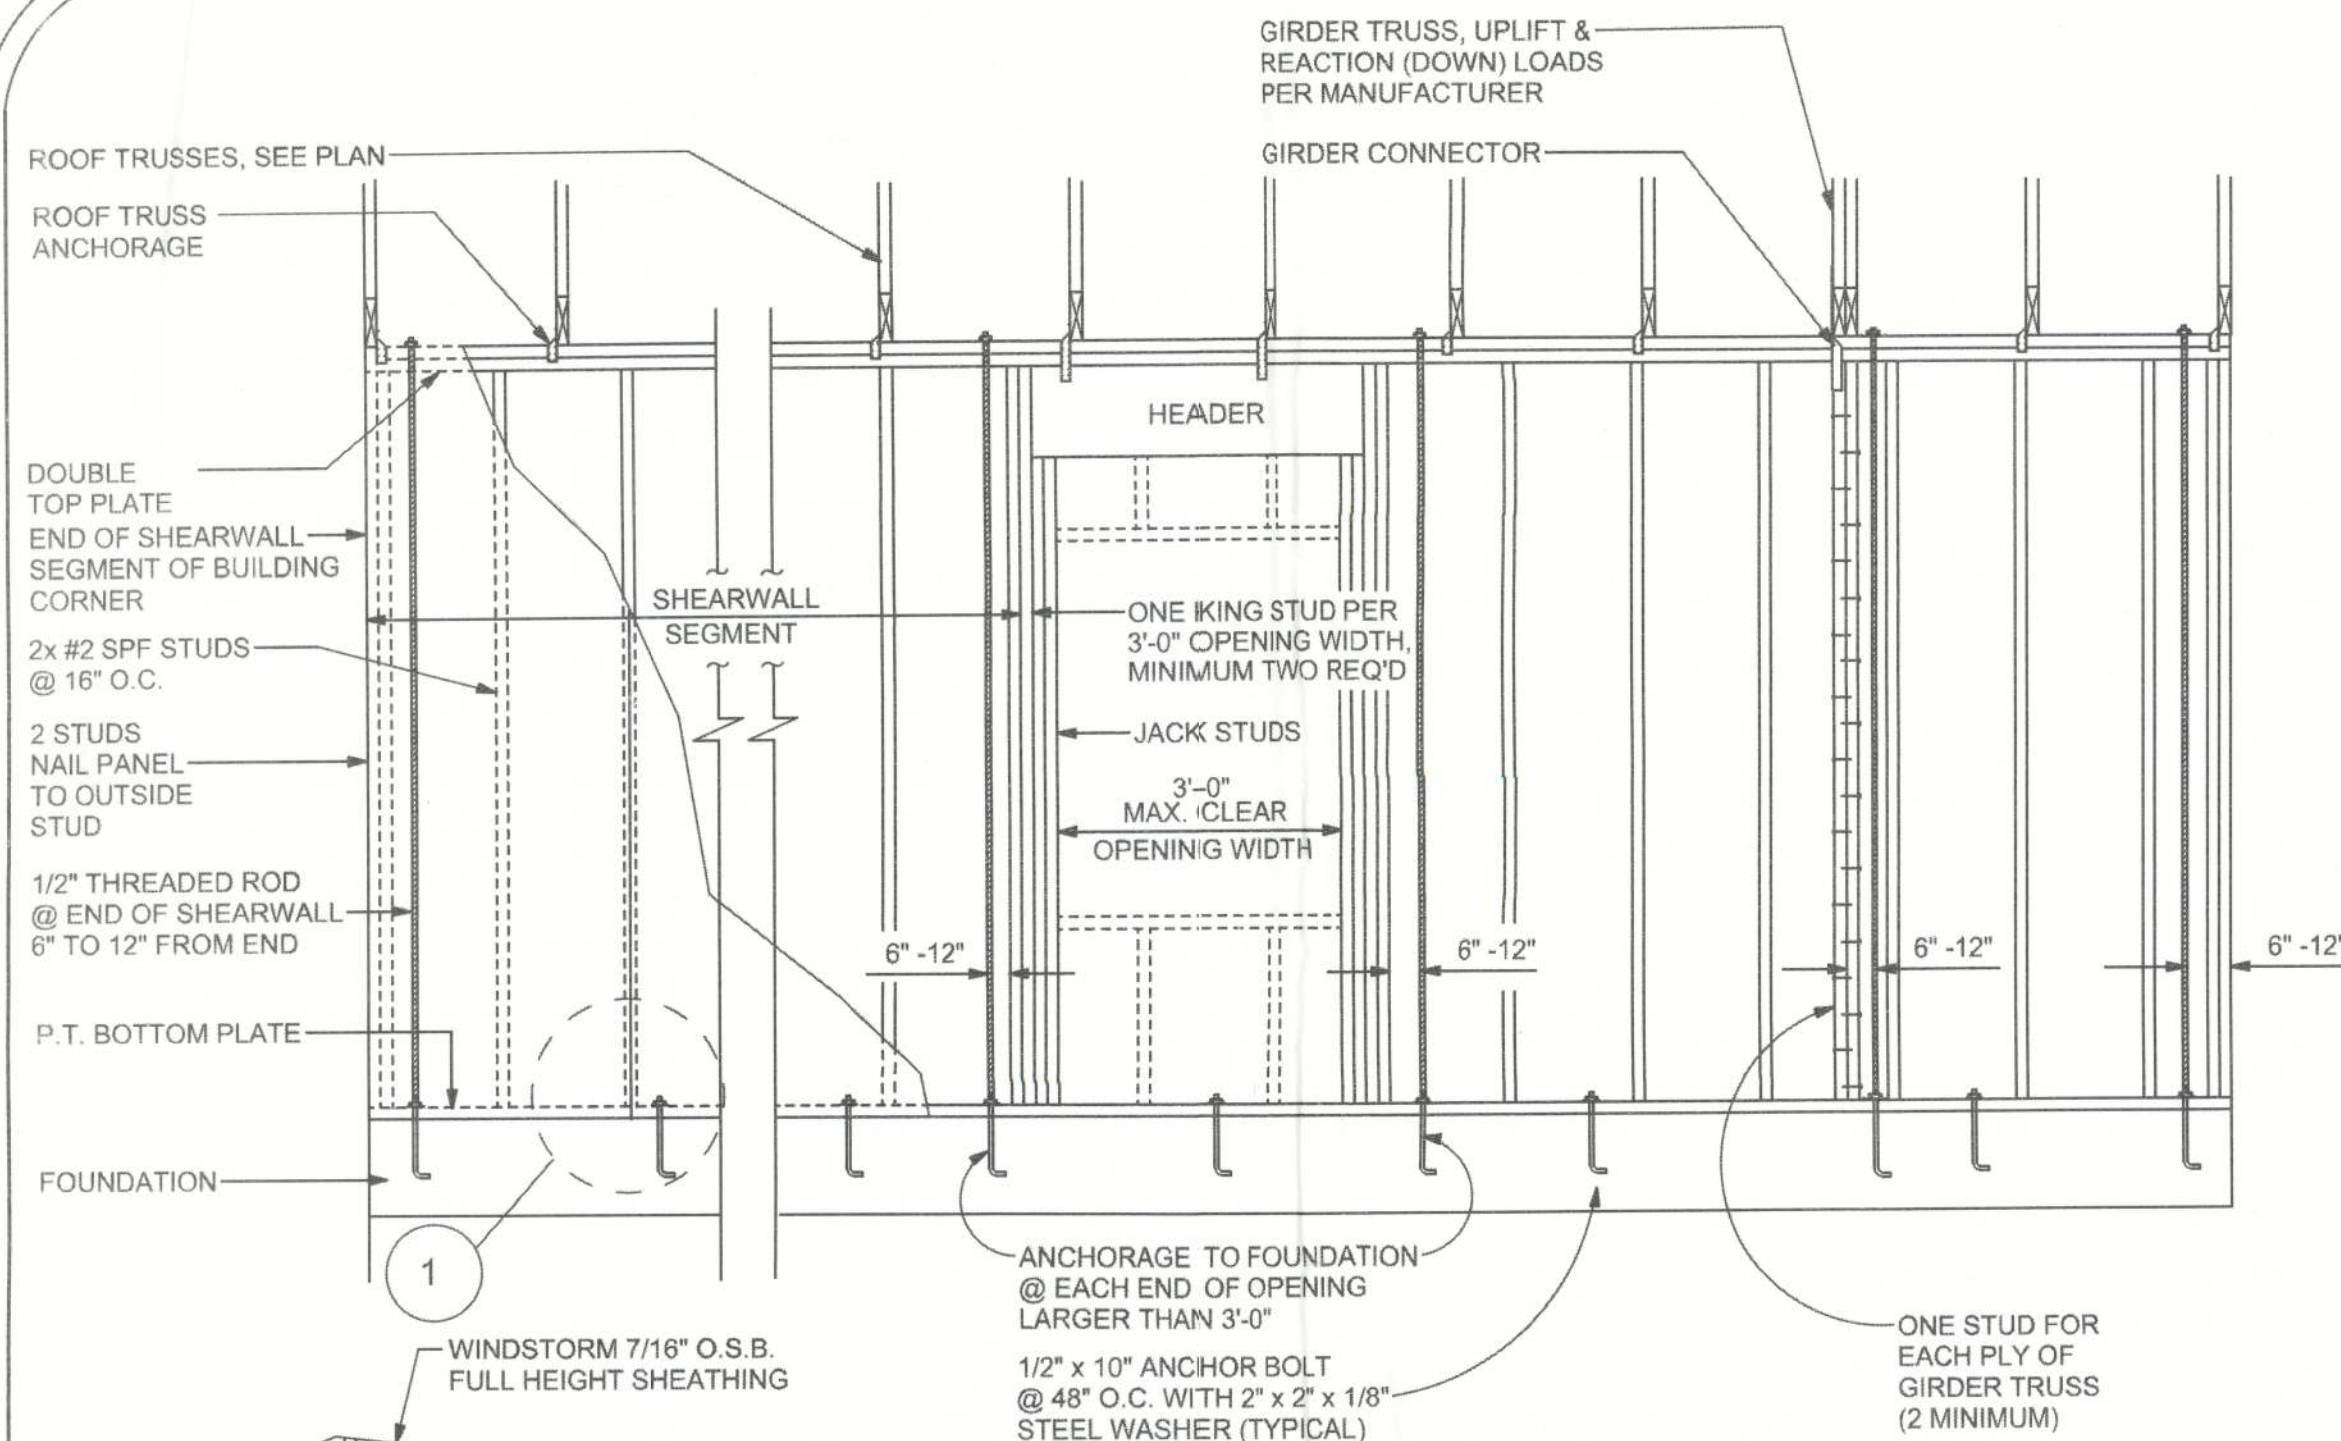 GIRDER TRUSS, UPLIFT &
REACTION (DOWN) LOADS
PER MANUFACTURER
ROOF TRUSSES, SEE PLAN
GIRDER CONNECTOR
ROOF TRUSS
ANCHORAGE
HEADER
DOUBLE
TOP PLATE
END OF SHEARWALL
SEGMENT OF BUILDING
CORNER
SHEARWALL
SEGMENT
ONE KING STUD PER
3'-0" OPENING WIDTH,
MINIMUM TWO REQ'D
2x #2 SPF STUDS
@ 16" O.C.
2 STUDS
NAIL PANEL
TO OUTSIDE
STUD
JACK STUDS
3'-0"
MAX. CLEAR
OPENING WIDTH
1/2" THREADED ROD
@ END OF SHEARWALL
6" TO 12" FROM END
6" -12"
6" -12"
6" -12"
6" -12"
P.T. BOTTOM PLATE
FOUNDATION
1
ANCHORAGE TO FOUNDATION
@ EACH END OF OPENING
LARGER THAN 3'-0"
WINDSTORM 7/16" O.S.B.
FULL HEIGHT SHEATHING
1/2" x 10" ANCHOR BOLT
@ 48" O.C. WITH 2" x 2" x 1/8"
STEEL WASHER (TYPICAL)
ONE STUD FOR
EACH PLY OF
GIRDER TRUSS
(2 MINIMUM)